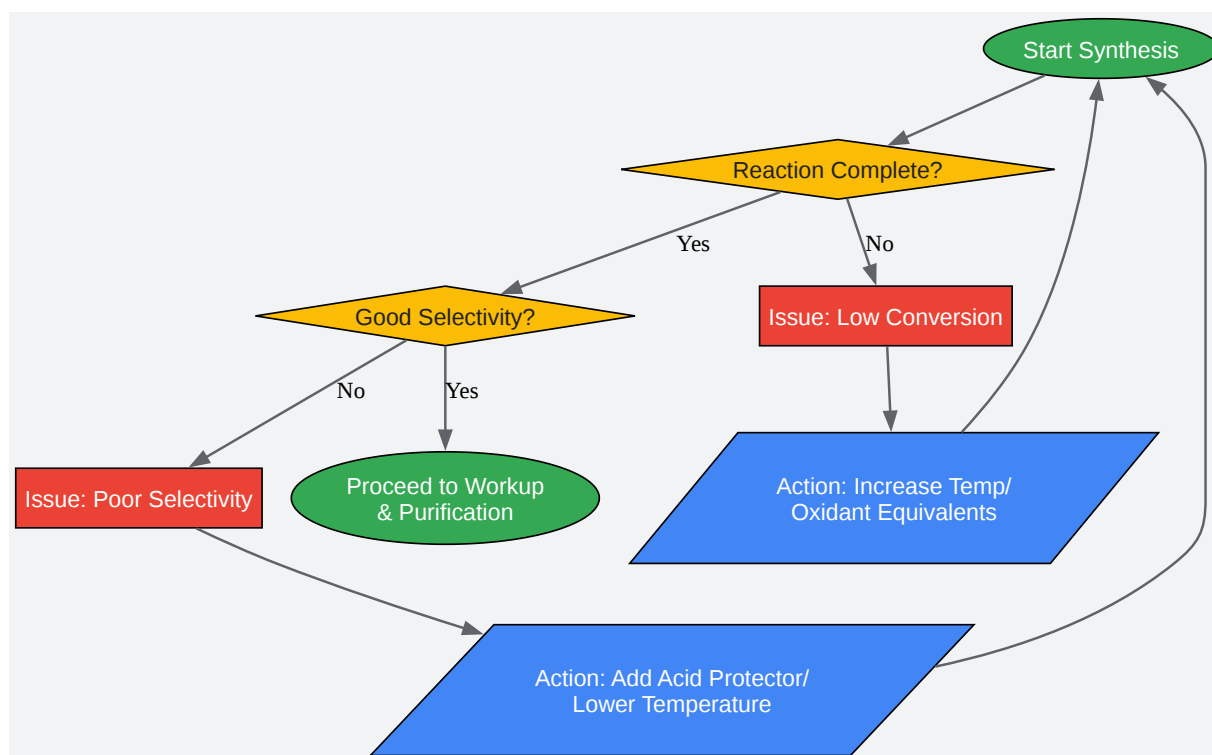 Start Synthesis
Reaction Complete?
Yes
No
Good Selectivity?
Issue: Low Conversion
No
Yes
Issue: Poor Selectivity
Proceed to Workup
& Purification
Action: Increase Temp/
Oxidant Equivalents
Action: Add Acid Protector/
Lower Temperature